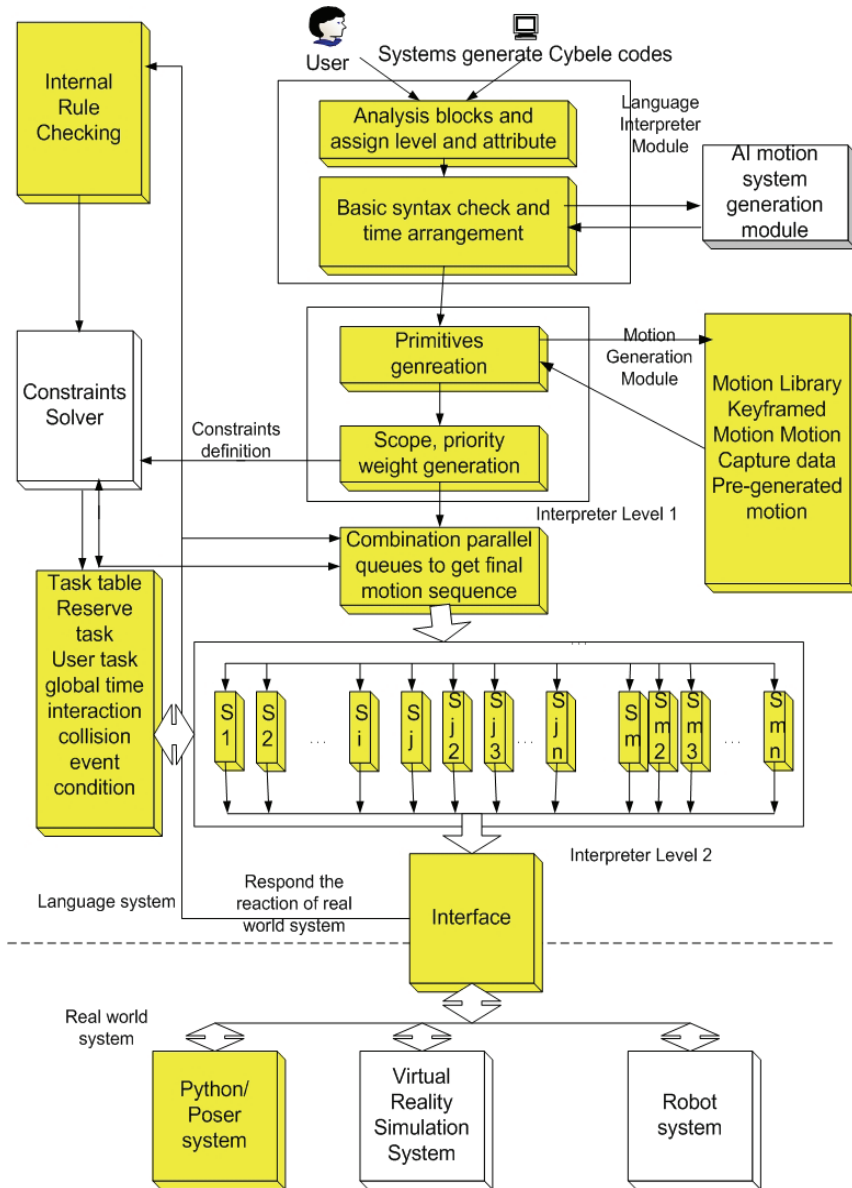 User
Systems generate Cybele codes
Internal
Rule
Checking
Analysis blocks and
assign level and attribute
Language
Interpreter
Module
Basic syntax check and
time arrangement
AI motion
system
generation
module
Primitives
genreation
Motion
Generation
Module
Motion Library
Keyframed
Motion Motion
Capture data
Pre-generated
motion
Constraints
Solver
Constraints
definition
Scope, priority
weight generation
Interpreter Level 1
Combination parallel
queues to get final
motion sequence
Task table
Reserve
task
User task
global time
interaction
collision
event
condition
...
S
1
S
2
...
S
i
S
j
S
j
2
S
j
3
...
S
j
n
S
m
S
m
2
S
m
3
...
S
m
n
Interpreter Level 2
Language system
Respond the
reaction of real
world system
Interface
Real world
system
Python/
Poser
system
Virtual
Reality
Simulation
System
Robot
system